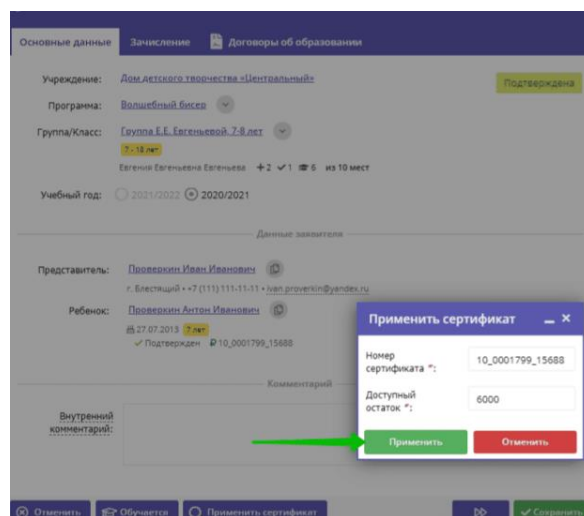 Основные данные Зачисление Договоры об образовании
Учреждение: Дом детского творчества «Центральный» Подтверждена
Программа: Волшебный бисер
Группа/Класс: Группа Е.Е. Евгеньевой, 7-8 лет
7 - 18 лет
Евгения Евгеньевна Евгеньева +2 ✓1 6 из 10 мест
Учебный год: 2021/2022 2020/2021
Данные заявителя
Представитель: Проверкин Иван Иванович
г. Блестящий • +7 (111) 111-11-11 • ivan.proverkin@yandex.ru
Ребенок: Проверкин Антон Иванович
27.07.2013 7 лет
✓ Подтвержден ₽ 10_0001799_15688
Применить сертификат _ ×
Номер
сертификата *: 10_0001799_15688
Доступный
остаток *: 6000
Применить Отменить
Комментарий
Внутренний
комментарий:
Отменить Обучается Применить сертификат Сохранить